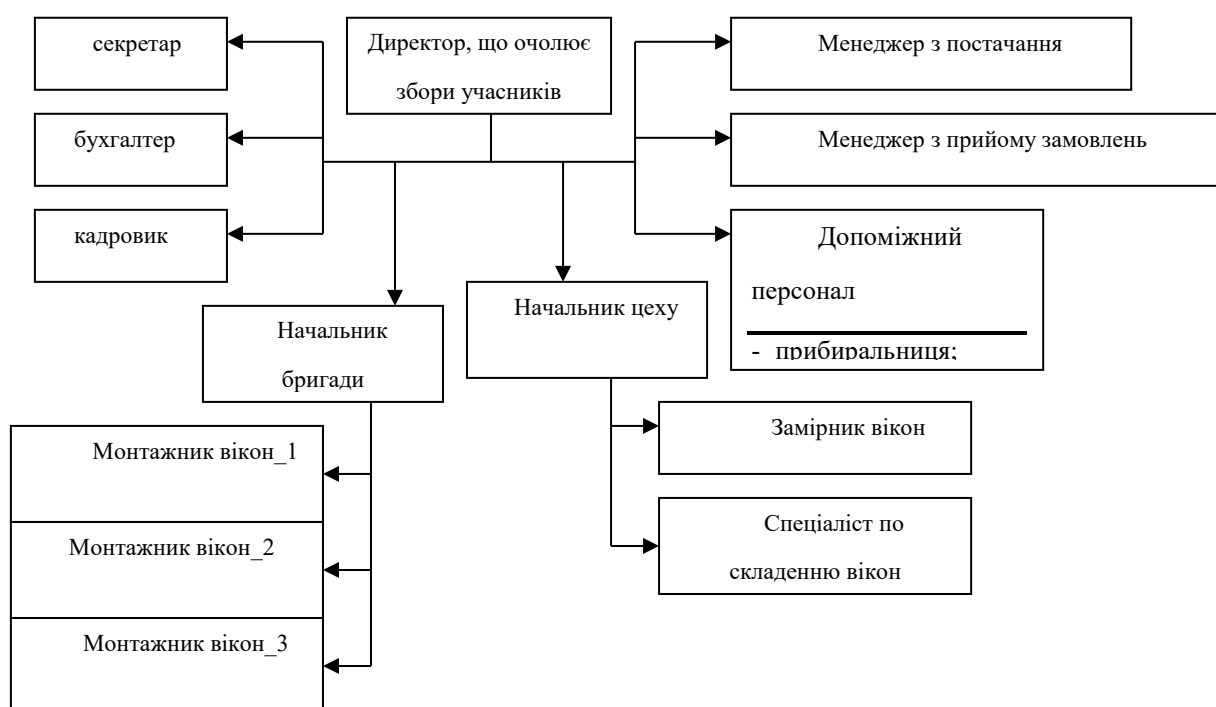 секретар
Директор, що очолює
збори учасників
Менеджер з постачання
бухгалтер
Менеджер з прийому замовлень
кадровик
Допоміжний
персонал
- прибиральниця;
Начальник
бригади
Начальник цеху
Замірник вікон
Спеціаліст по
складенню вікон
Монтажник вікон_1
Монтажник вікон_2
Монтажник вікон_3